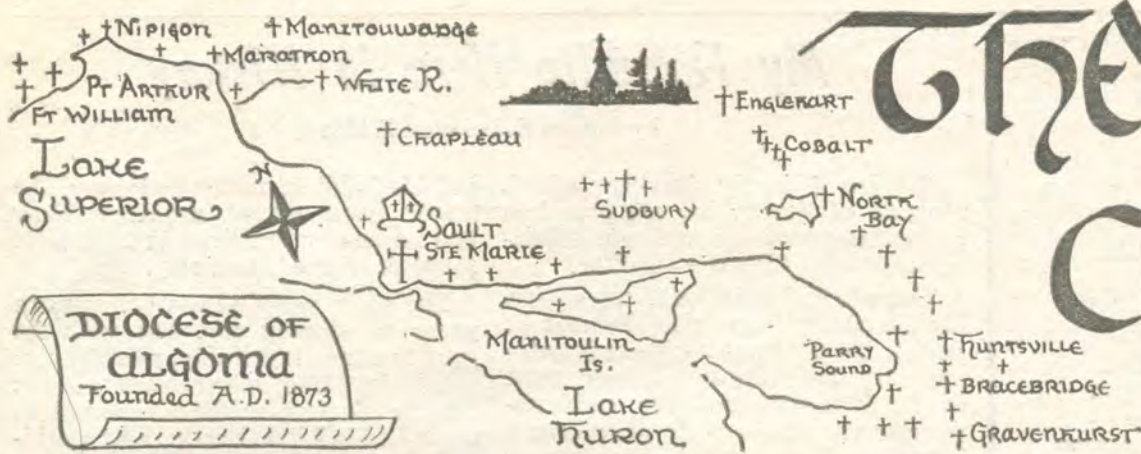 The
C
Nipigon
Manitouwadge
Marathon
White R.
Pt Arthur
Ft William
Englehart
Chapleau
Cobalt
Lake
Superior
N
Sudbury
North
Bay
Sault
Ste Marie
DIOCESE OF
ALGOMA
Founded A.D. 1873
Manitoulin
Is.
Parry
Sound
Huntsville
Bracebridge
Lake
Huron
Gravenhurst